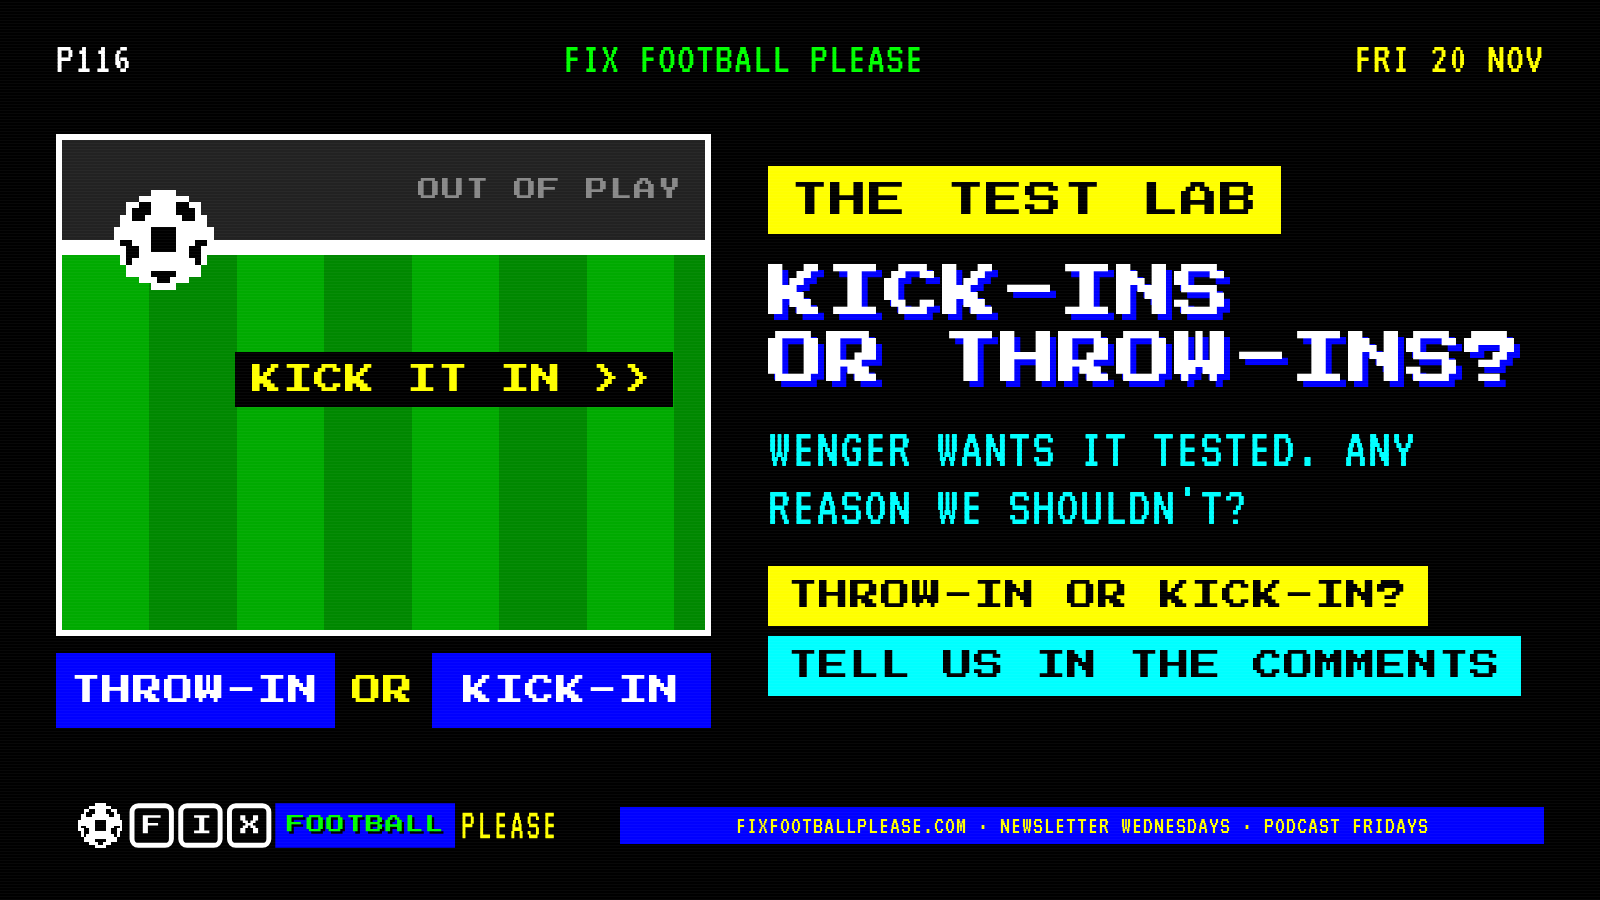 P116
FIX FOOTBALL PLEASE
FRI 20 NOV
OUT OF PLAY
KICK IT IN >>
THROW-IN OR KICK-IN
THE TEST LAB
KICK-INS
OR THROW-INS?
WENGER WANTS IT TESTED. ANY
REASON WE SHOULDN'T?
THROW-IN OR KICK-IN?
TELL US IN THE COMMENTS
FIX FOOTBALL PLEASE
FIXFOOTBALLPLEASE.COM · NEWSLETTER WEDNESDAYS · PODCAST FRIDAYS